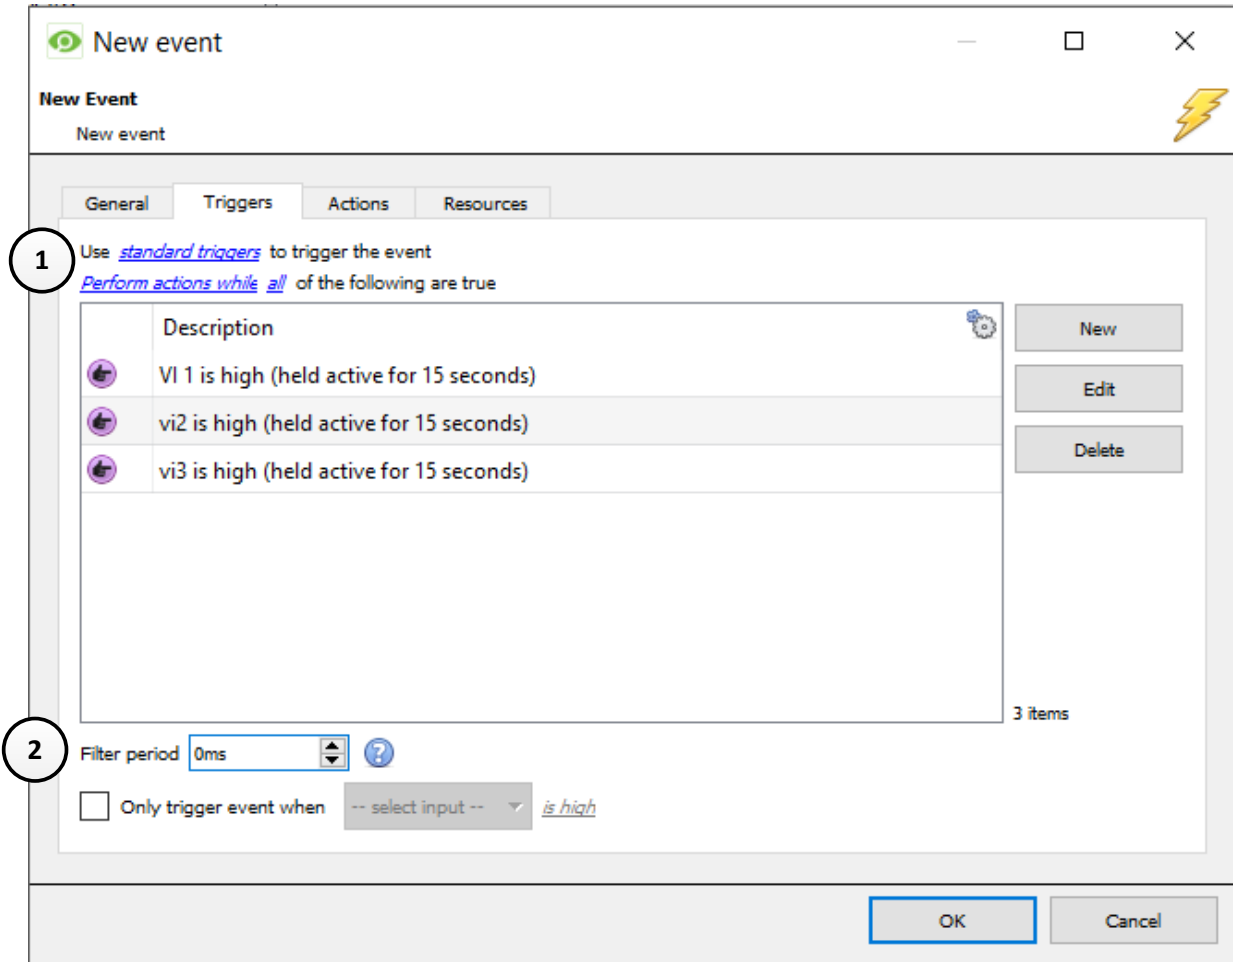 New event
New Event
New event
General Triggers Actions Resources
1
Use standard triggers to trigger the event
Perform actions while all of the following are true
Description
New
VI 1 is high (held active for 15 seconds)
Edit
vi2 is high (held active for 15 seconds)
Delete
vi3 is high (held active for 15 seconds)
3 items
2
Filter period 0ms ?
Only trigger event when -- select input -- is high
OK Cancel